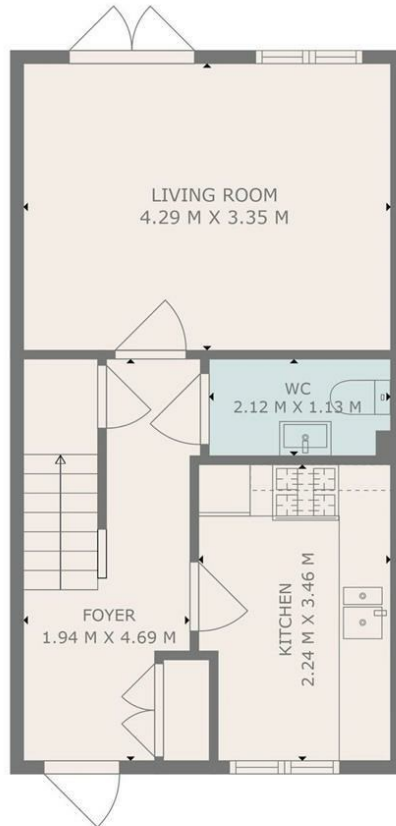 LIVING ROOM
4.29 M X 3.35 M
WC
2.12 M X 1.13 M
FOYER
1.94 M X 4.69 M
KITCHEN
2.24 M X 3.46 M